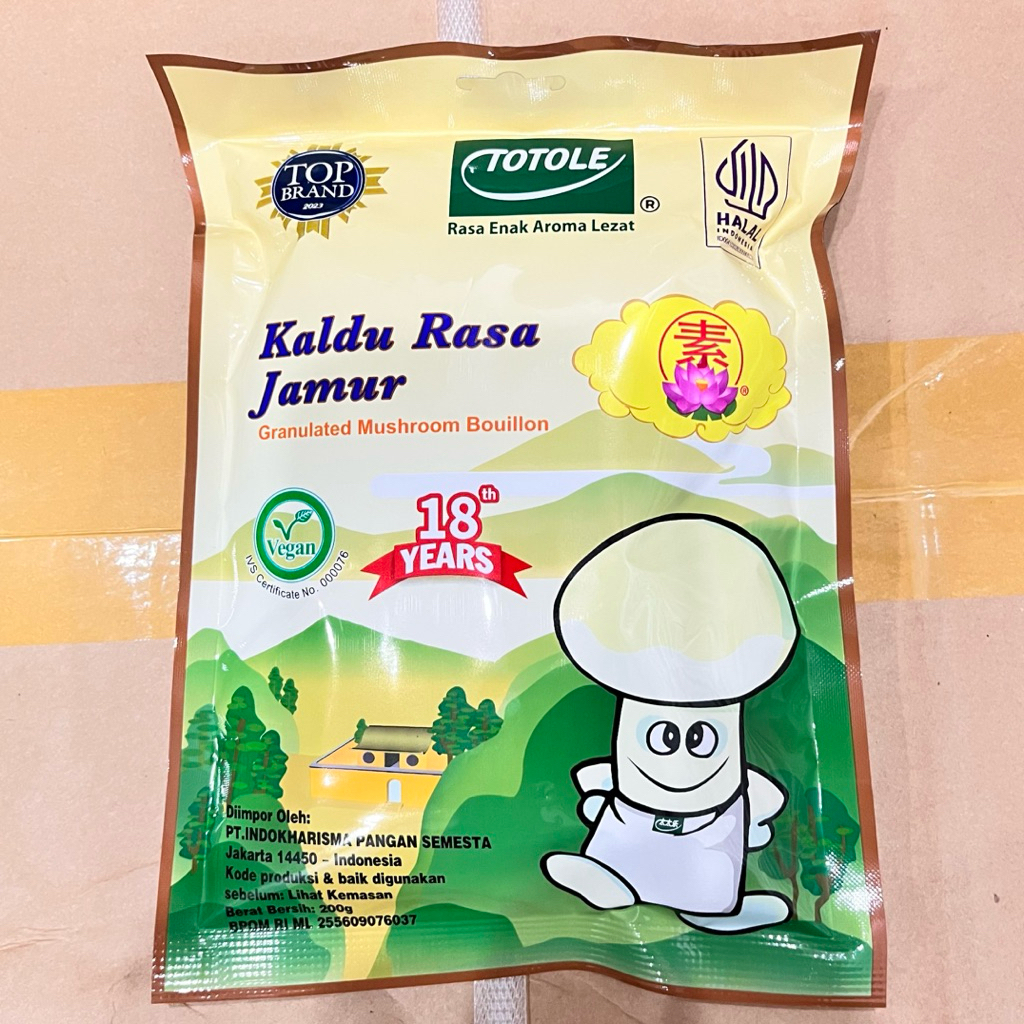 TOP
BRAND
2023
TOTOLE
®
Rasa Enak Aroma Lezat
HALAL
INDONESIA
Kaldu Rasa
Jamur
Granulated Mushroom Bouillon
素
®
Vegan
IVS Certificate No. 000076
18th
YEARS
Diimpor Oleh:
PT.INDOKHARISMA PANGAN SEMESTA
Jakarta 14450 - Indonesia
Kode produksi & baik digunakan
sebelum: Lihat Kemasan
Berat Bersih: 200g
BPOM RI ML 255609076037